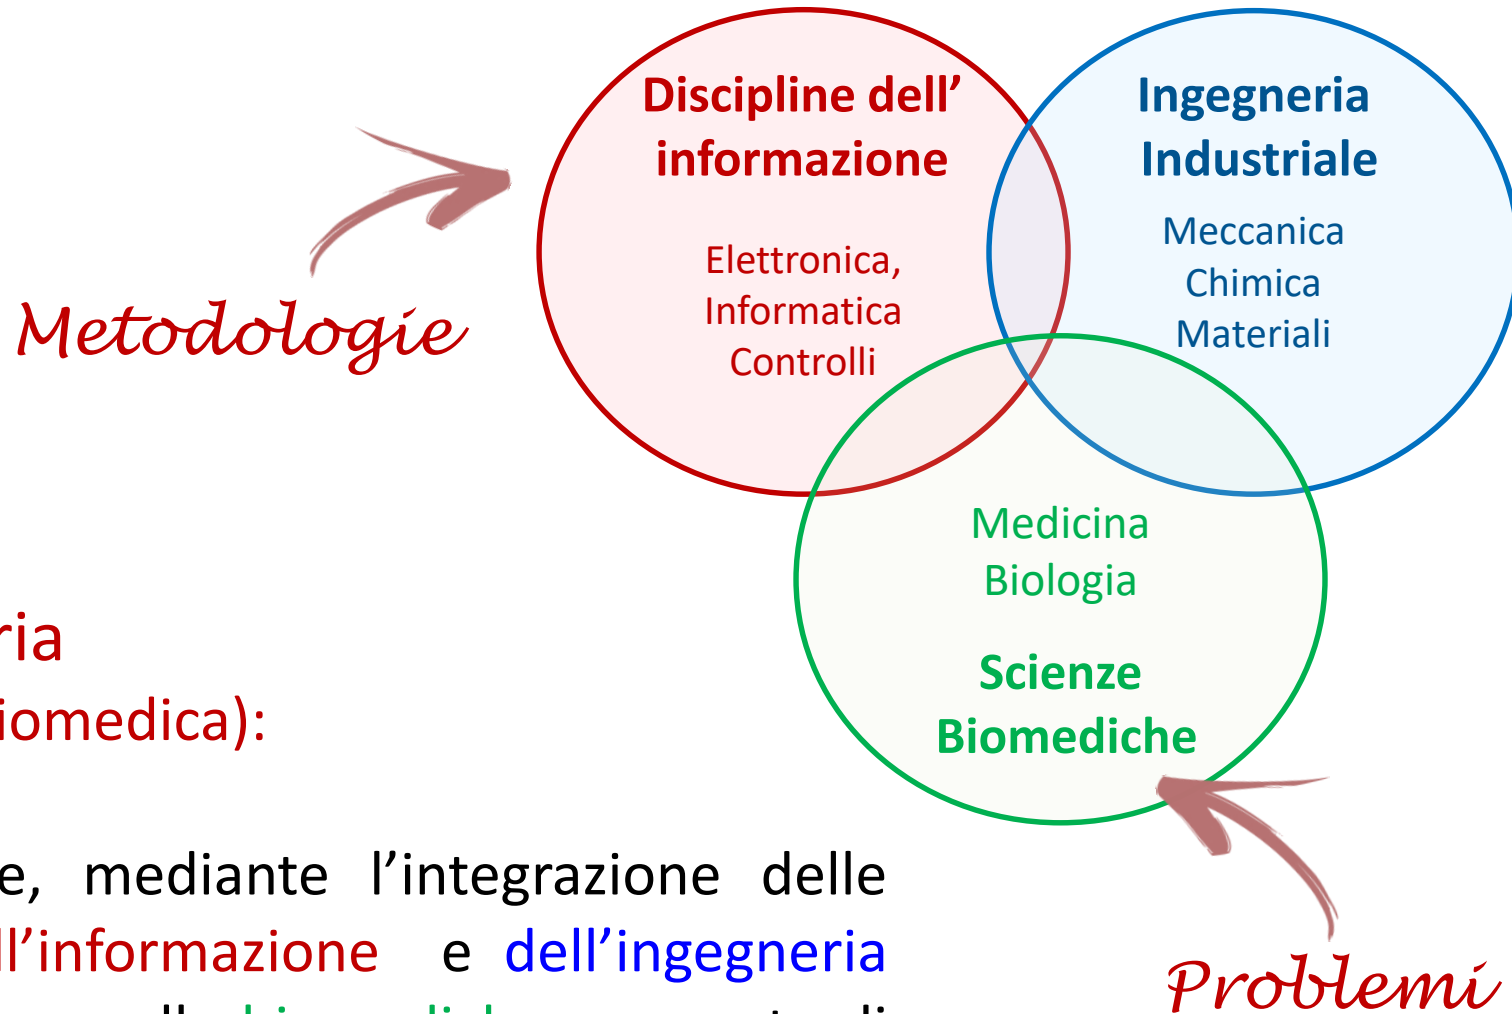 Discipline dell’
informazione
Elettronica,
Informatica
Controlli
Ingegneria
Industriale
Meccanica
Chimica
Materiali
Metodologie
Medicina
Biologia
Scienze
Biomediche
ria
iomedica):
e, mediante l’integrazione delle
ll’informazione e dell’ingegneria
Problemi